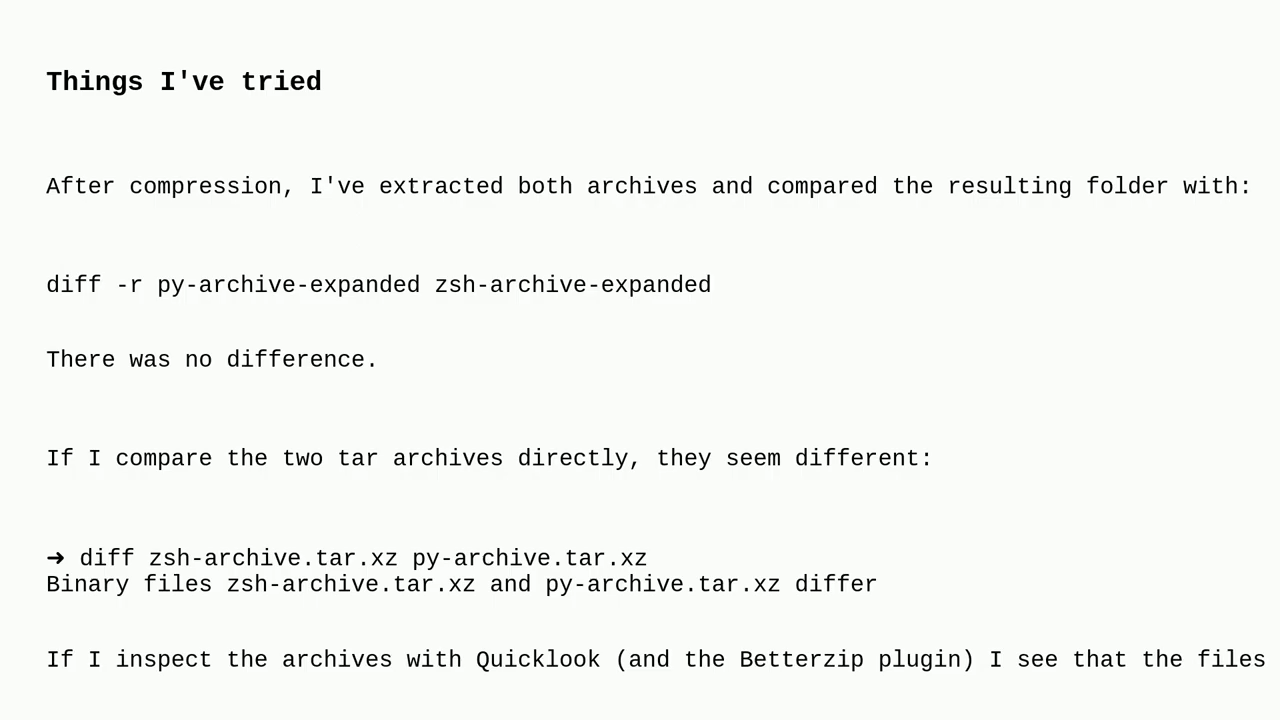 Things I've tried
After compression, I've extracted both archives and compared the resulting folder with:
diff -r py-archive-expanded zsh-archive-expanded
There was no difference.
If I compare the two tar archives directly, they seem different:
➜ diff zsh-archive.tar.xz py-archive.tar.xz
Binary files zsh-archive.tar.xz and py-archive.tar.xz differ
If I inspect the archives with Quicklook (and the Betterzip plugin) I see that the files